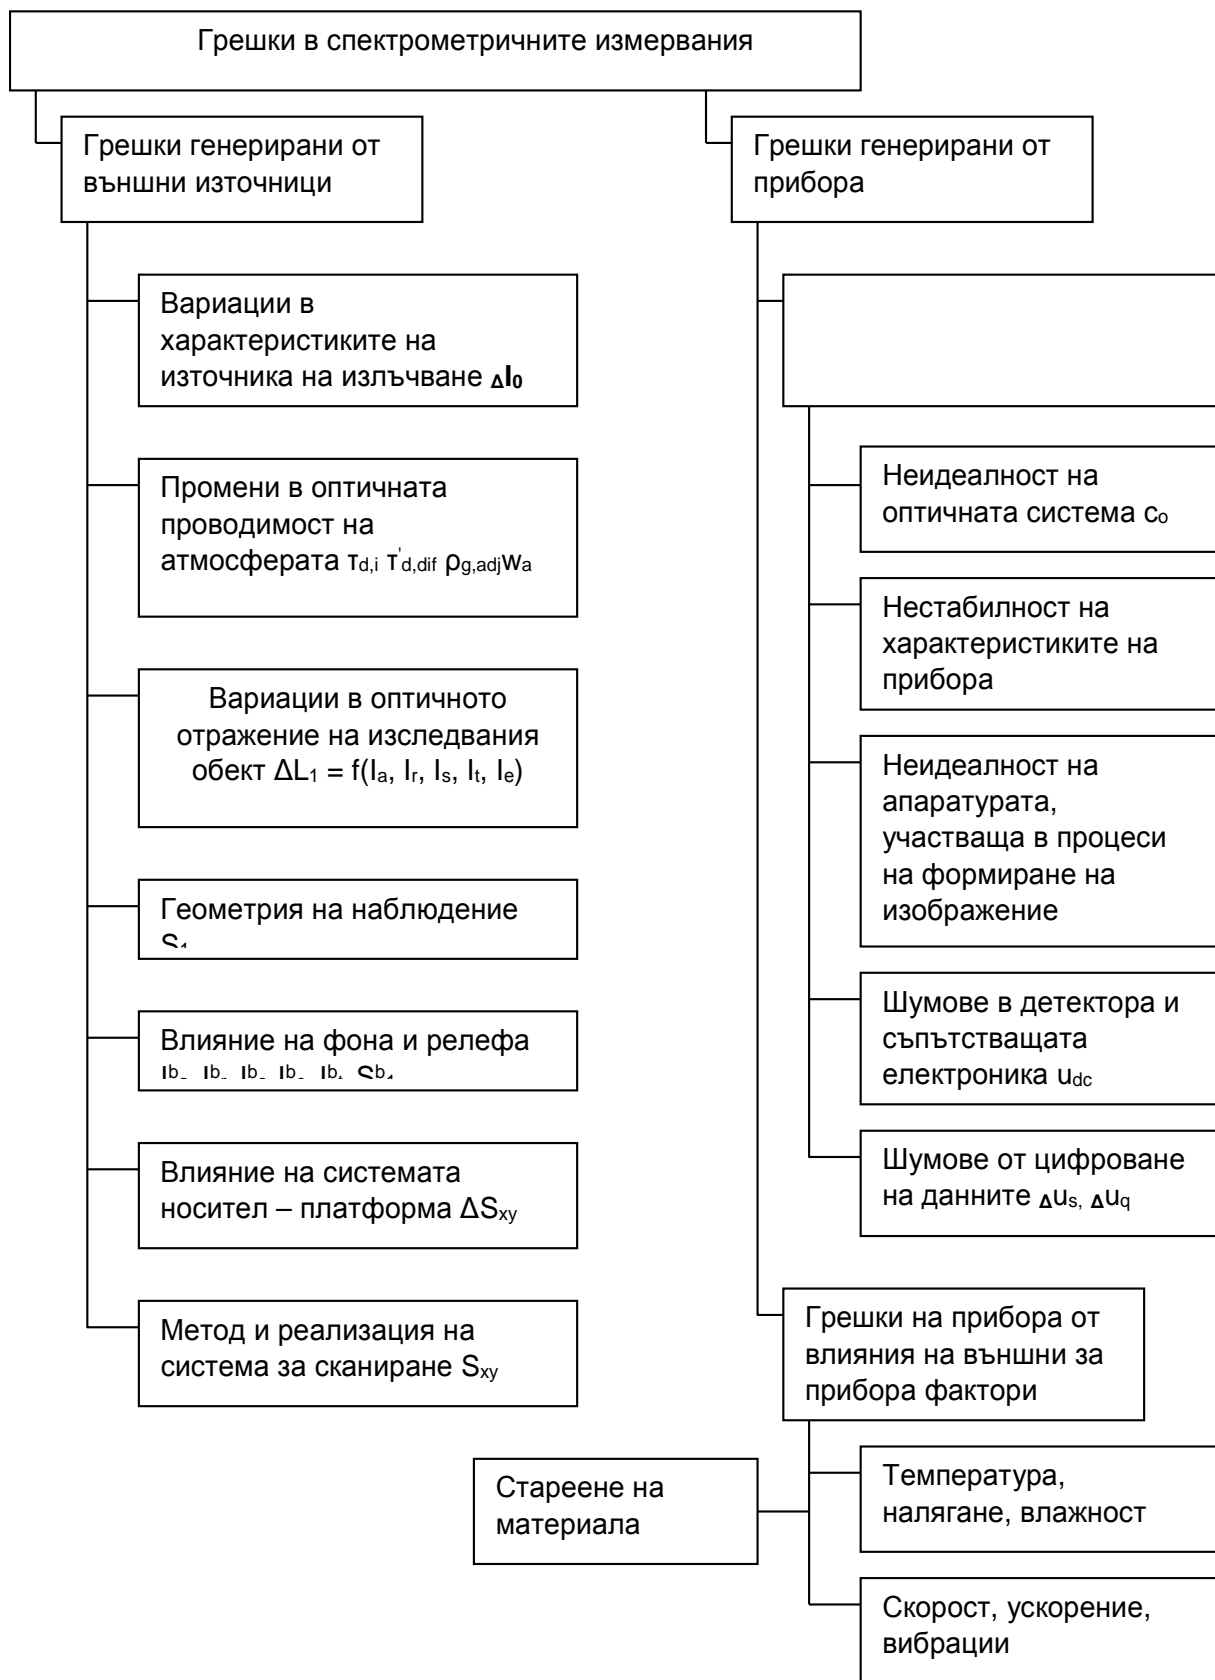 Грешки в спектрометричните измервания
Грешки генерирани от
външни източници
Вариации в
характеристиките на
източника на излъчване ΔI₀
Промени в оптичната
проводимост на
атмосферата τd,i τ'd,dif ρg,adjwa
Вариации в оптичното
отражение на изследвания
обект ΔL₁ = f(Ia, Ir, Is, It, Ie)
Геометрия на наблюдение
S₁
Влияние на фона и релефа
Влияние на системата
носител – платформа ΔSxy
Метод и реализация на
система за сканиране Sxy
Грешки генерирани от
прибора
Неидеалност на
оптичната система co
Нестабилност на
характеристиките на
прибора
Неидеалност на
апаратурата,
участваща в процеси
на формиране на
изображение
Шумове в детектора и
съпътстващата
електроника udc
Шумове от цифроване
на данните Δus, Δuq
Грешки на прибора от
влияния на външни за
прибора фактори
Стареене на
материала
Температура,
налягане, влажност
Скорост, ускорение,
вибрации